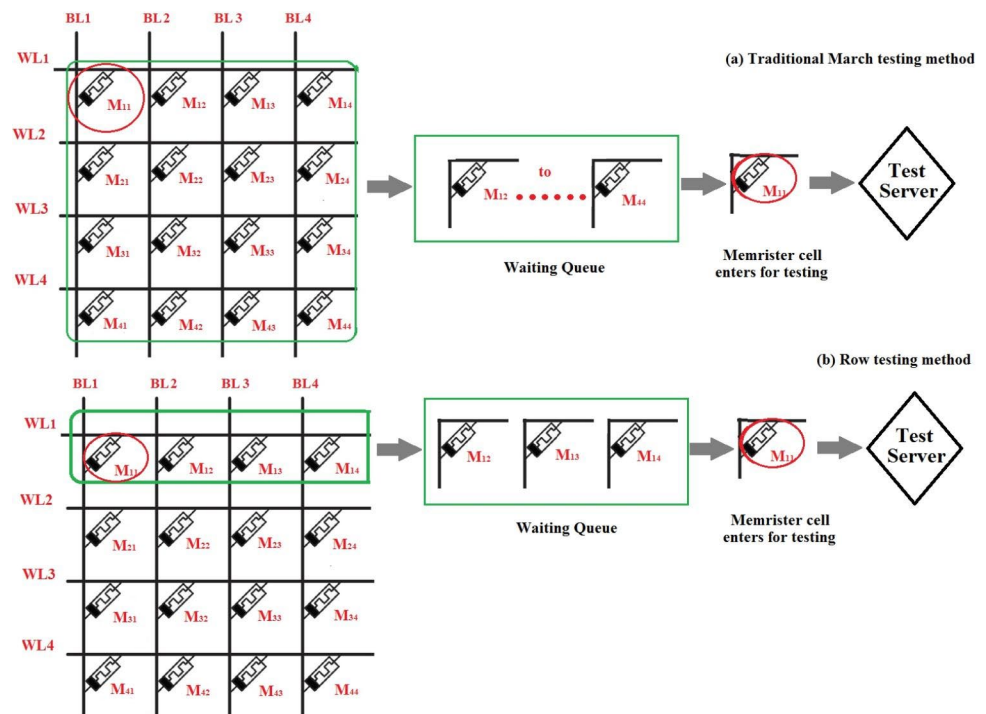 BL1 BL2 BL3 BL4
(a) Traditional March testing method
WL1
M11 M12 M13 M14
WL2
M21 M22 M23 M24
WL3
M31 M32 M33 M34
WL4
M41 M42 M43 M44
M12 to M44
Waiting Queue
M11
Memrister cell
enters for testing
Test
Server
(b) Row testing method
BL1 BL2 BL3 BL4
WL1
M11 M12 M13 M14
WL2
M21 M22 M23 M24
WL3
M31 M32 M33 M34
WL4
M41 M42 M43 M44
M12 M13 M14
Waiting Queue
M11
Memrister cell
enters for testing
Test
Server